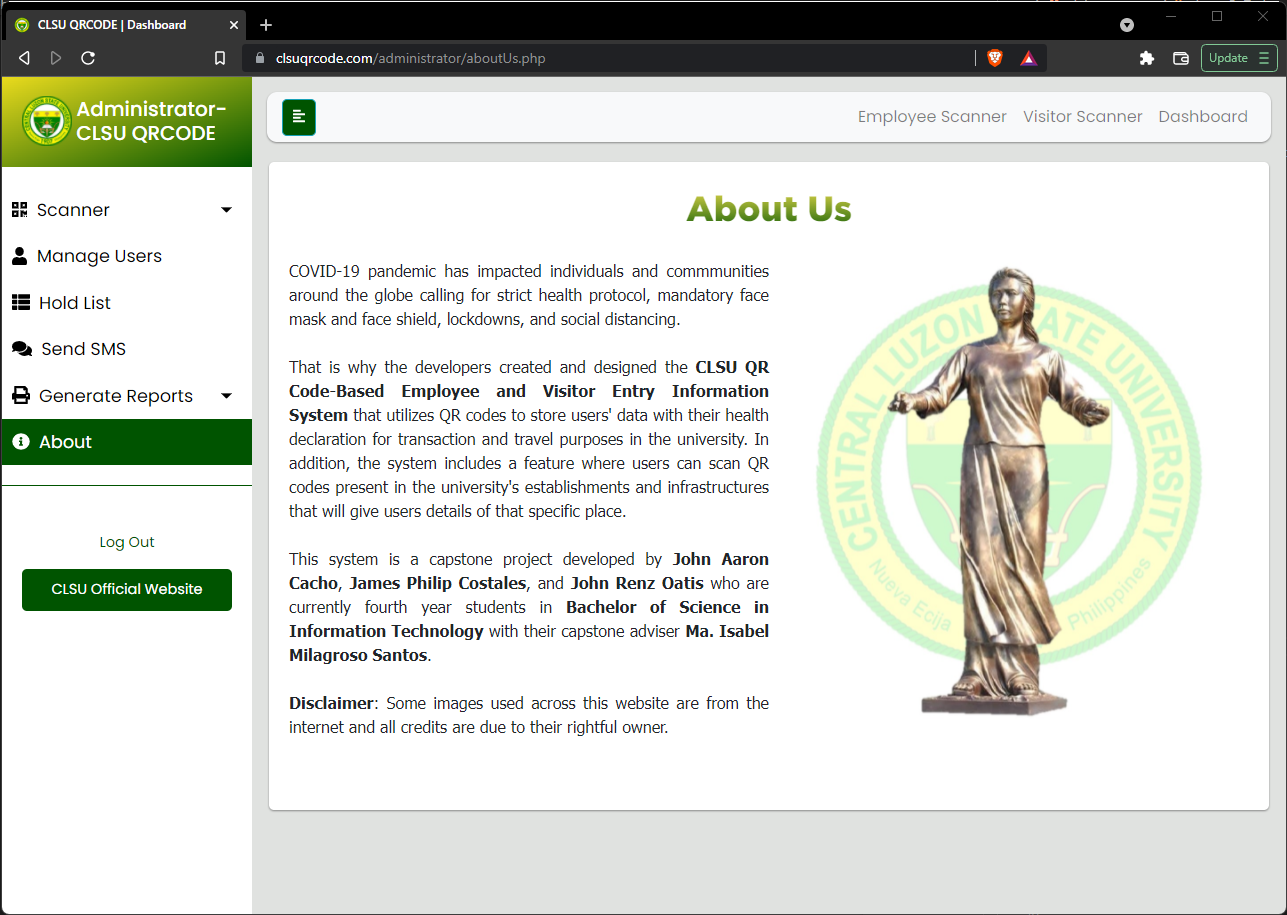 CLSU QRCODE | Dashboard
clsuqrcode.com/administrator/aboutUs.php
Update
Administrator-
CLSU QRCODE
Scanner
Manage Users
Hold List
Send SMS
Generate Reports
About
Log Out
CLSU Official Website
Employee Scanner Visitor Scanner Dashboard
About Us
COVID-19 pandemic has impacted individuals and commmunities
around the globe calling for strict health protocol, mandatory face
mask and face shield, lockdowns, and social distancing.
That is why the developers created and designed the CLSU QR
Code-Based Employee and Visitor Entry Information
System that utilizes QR codes to store users' data with their health
declaration for transaction and travel purposes in the university. In
addition, the system includes a feature where users can scan QR
codes present in the university's establishments and infrastructures
that will give users details of that specific place.
This system is a capstone project developed by John Aaron
Cacho, James Philip Costales, and John Renz Oatis who are
currently fourth year students in Bachelor of Science in
Information Technology with their capstone adviser Ma. Isabel
Milagroso Santos.
Disclaimer: Some images used across this website are from the
internet and all credits are due to their rightful owner.
CENTRAL LUZON STATE UNIVERSITY
Nueva Ecija Philippines